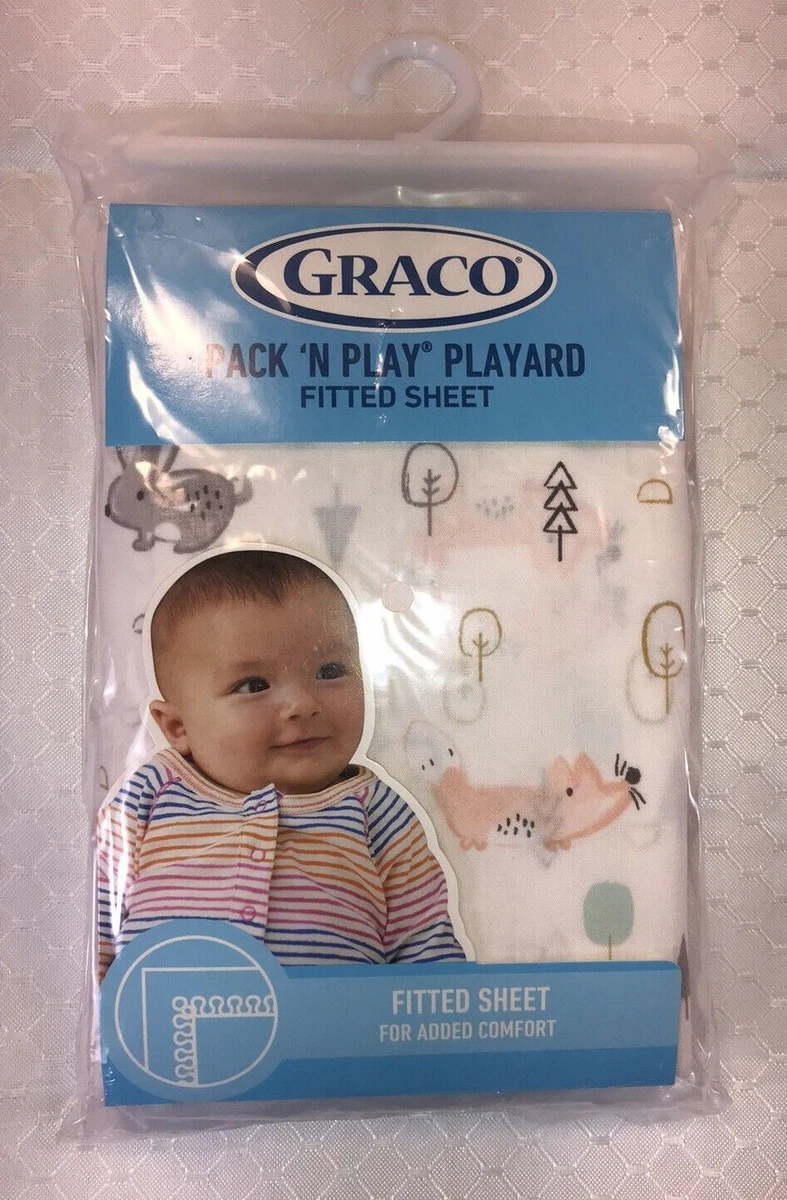 GRACO®
PACK 'N PLAY® PLAYARD
FITTED SHEET
FITTED SHEET
FOR ADDED COMFORT